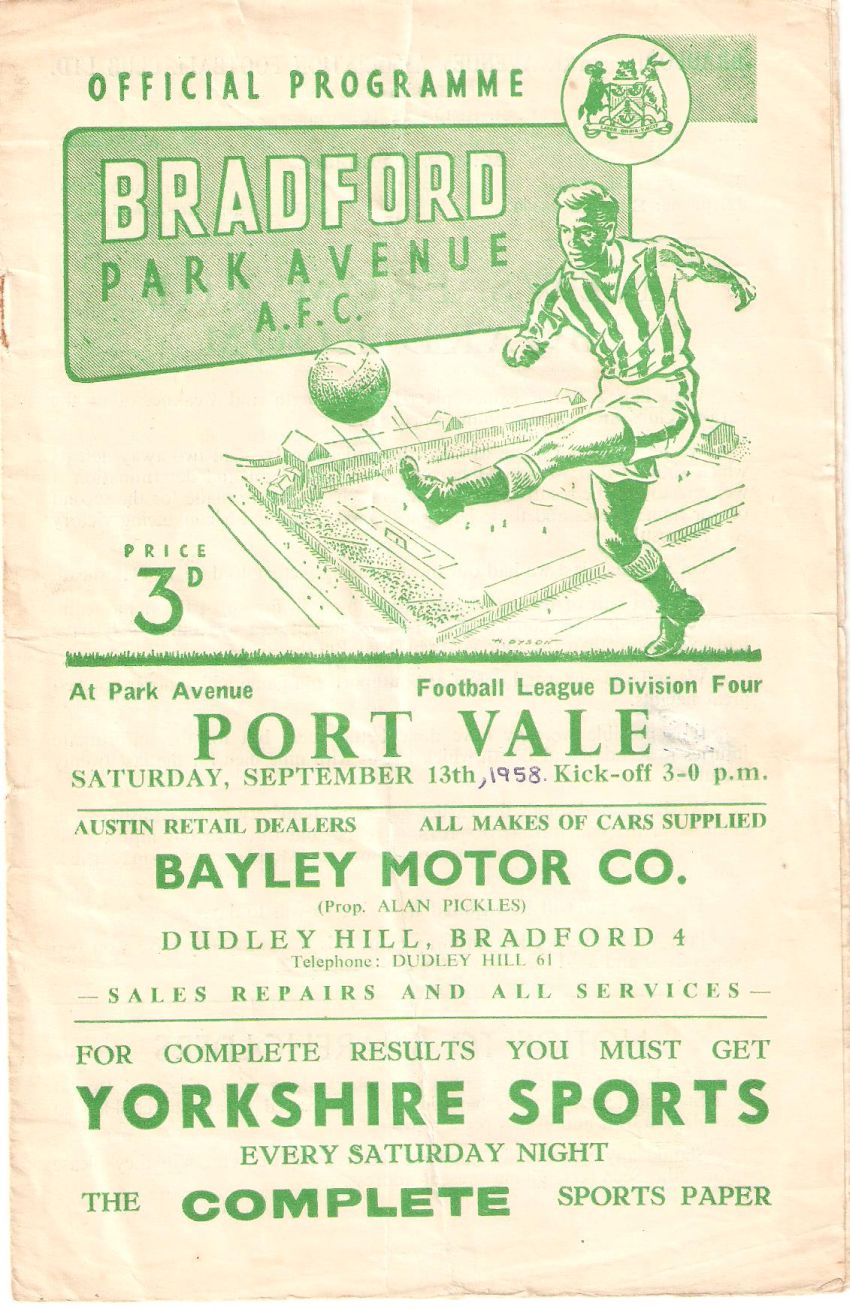 OFFICIAL PROGRAMME
BRADFORD
PARK AVENUE
A.F.C.
PRICE
3D
H. DYSON
At Park Avenue Football League Division Four
PORT VALE
SATURDAY, SEPTEMBER 13th, 1958. Kick-off 3-0 p.m.
AUSTIN RETAIL DEALERS ALL MAKES OF CARS SUPPLIED
BAYLEY MOTOR CO.
(Prop. ALAN PICKLES)
DUDLEY HILL, BRADFORD 4
Telephone: DUDLEY HILL 61
— SALES REPAIRS AND ALL SERVICES —
FOR COMPLETE RESULTS YOU MUST GET
YORKSHIRE SPORTS
EVERY SATURDAY NIGHT
THE COMPLETE SPORTS PAPER